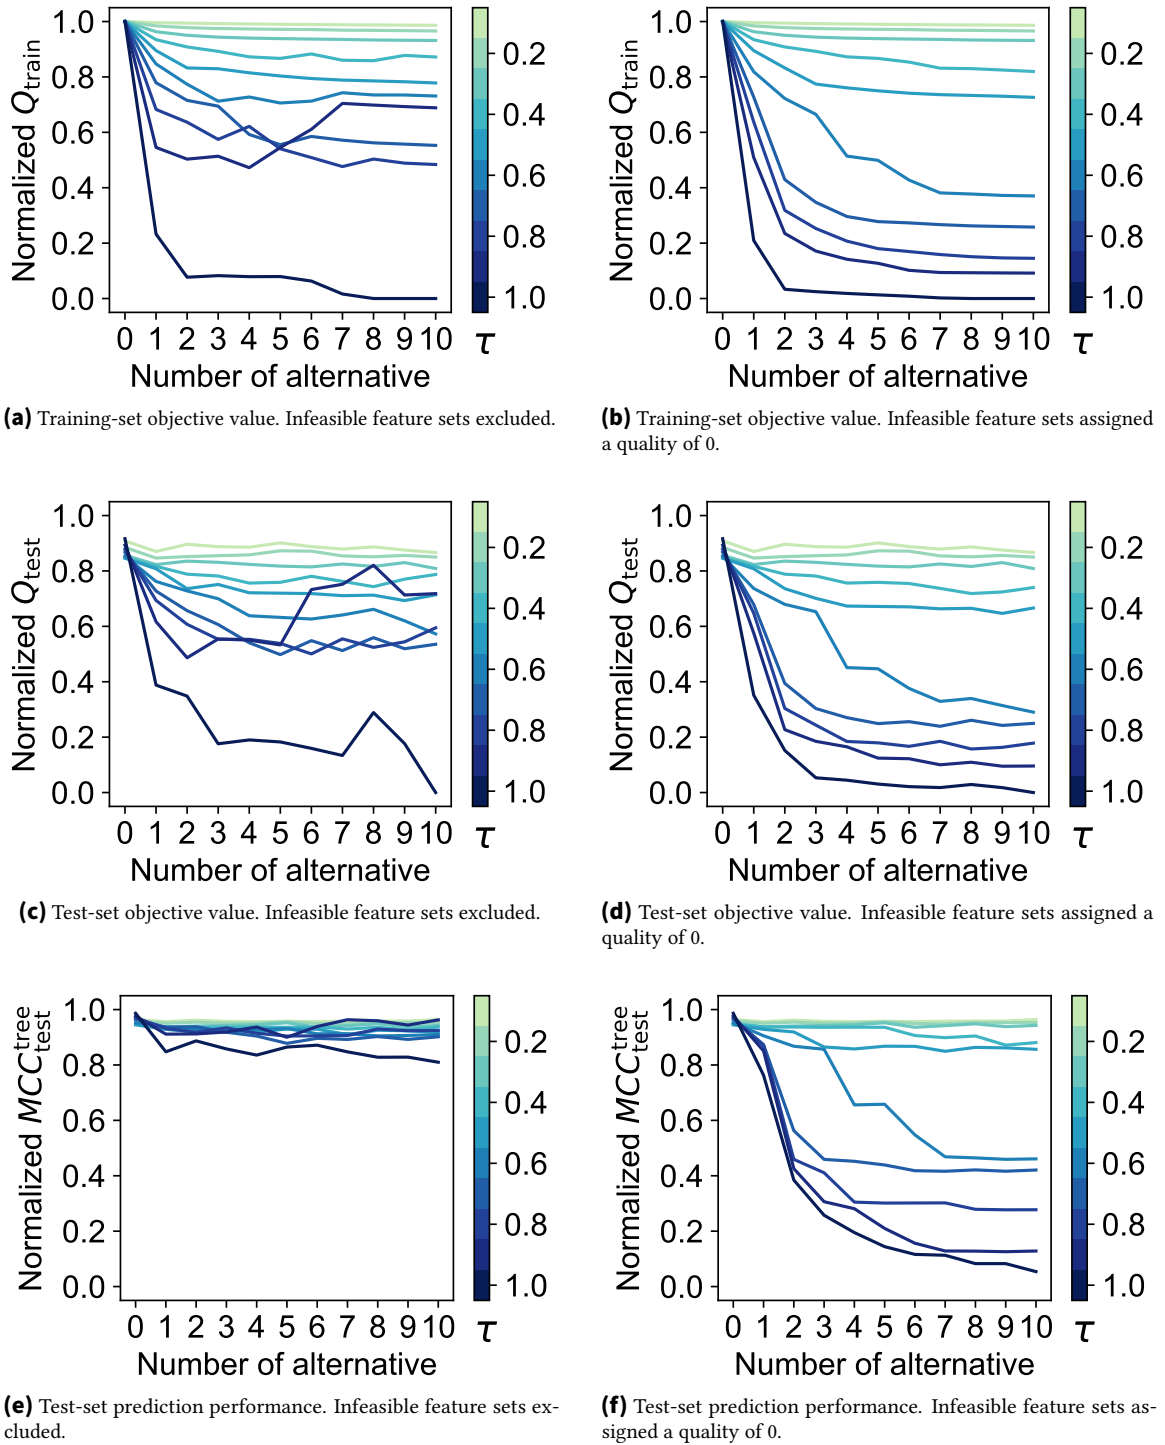 1.0
0.8
0.6
0.4
0.2
0.0
Normalized Q_train
0 1 2 3 4 5 6 7 8 9 10
Number of alternative
0.2
0.4
0.6
0.8
1.0
τ
(a) Training-set objective value. Infeasible feature sets excluded.
1.0
0.8
0.6
0.4
0.2
0.0
Normalized Q_train
0 1 2 3 4 5 6 7 8 9 10
Number of alternative
0.2
0.4
0.6
0.8
1.0
τ
(b) Training-set objective value. Infeasible feature sets assigned
a quality of 0.
1.0
0.8
0.6
0.4
0.2
0.0
Normalized Q_test
0 1 2 3 4 5 6 7 8 9 10
Number of alternative
0.2
0.4
0.6
0.8
1.0
τ
(c) Test-set objective value. Infeasible feature sets excluded.
1.0
0.8
0.6
0.4
0.2
0.0
Normalized Q_test
0 1 2 3 4 5 6 7 8 9 10
Number of alternative
0.2
0.4
0.6
0.8
1.0
τ
(d) Test-set objective value. Infeasible feature sets assigned a
quality of 0.
1.0
0.8
0.6
0.4
0.2
0.0
Normalized MCC^tree_test
0 1 2 3 4 5 6 7 8 9 10
Number of alternative
0.2
0.4
0.6
0.8
1.0
τ
(e) Test-set prediction performance. Infeasible feature sets ex-
cluded.
1.0
0.8
0.6
0.4
0.2
0.0
Normalized MCC^tree_test
0 1 2 3 4 5 6 7 8 9 10
Number of alternative
0.2
0.4
0.6
0.8
1.0
τ
(f) Test-set prediction performance. Infeasible feature sets as-
signed a quality of 0.